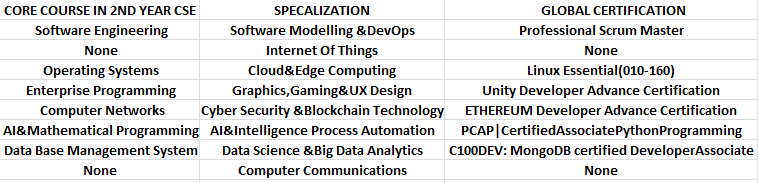 CORE COURSE IN 2ND YEAR CSE SPECALIZATION GLOBAL CERTIFICATION
Software Engineering Software Modelling &DevOps Professional Scrum Master
None Internet Of Things None
Operating Systems Cloud&Edge Computing Linux Essential(010-160)
Enterprise Programming Graphics,Gaming&UX Design Unity Developer Advance Certification
Computer Networks Cyber Security &Blockchain Technology ETHEREUM Developer Advance Certification
AI&Mathematical Programming AI&Intelligence Process Automation PCAP|CertifiedAssociatePythonProgramming
Data Base Management System Data Science &Big Data Analytics C100DEV: MongoDB certified DeveloperAssociate
None Computer Communications None